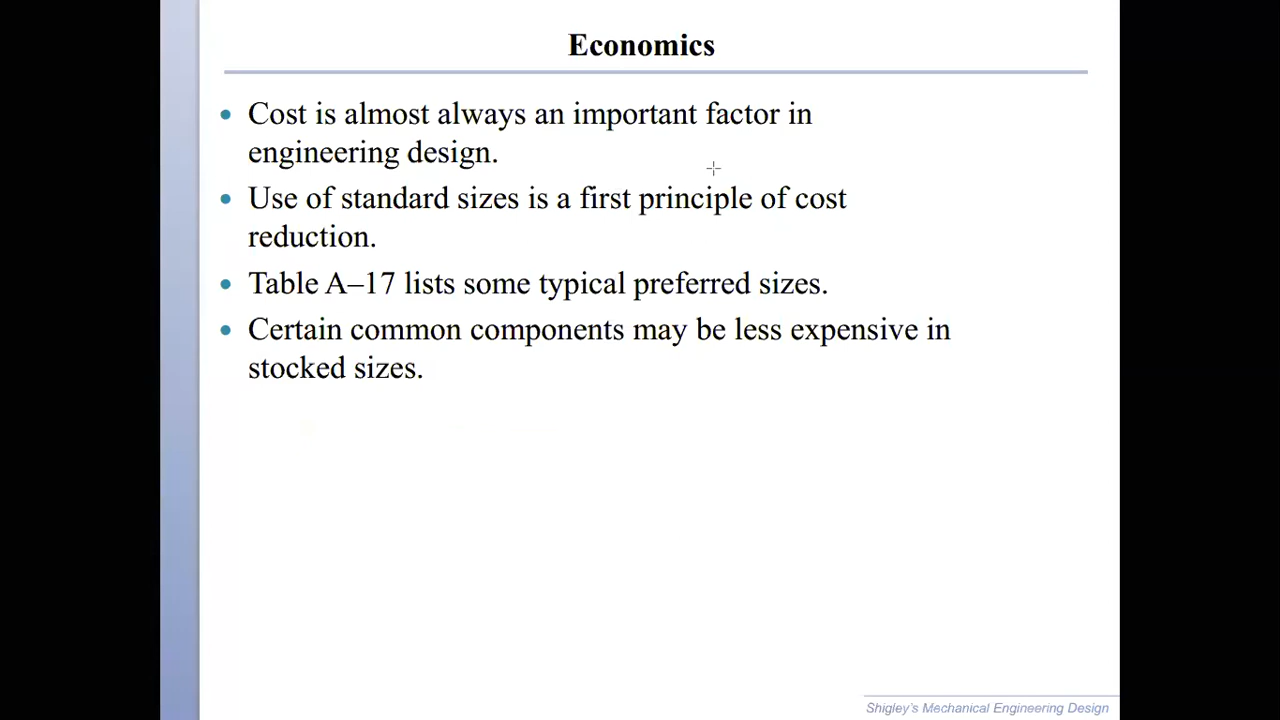 Economics
• Cost is almost always an important factor in
engineering design.
• Use of standard sizes is a first principle of cost
reduction.
• Table A–17 lists some typical preferred sizes.
• Certain common components may be less expensive in
stocked sizes.
Shigley's Mechanical Engineering Design